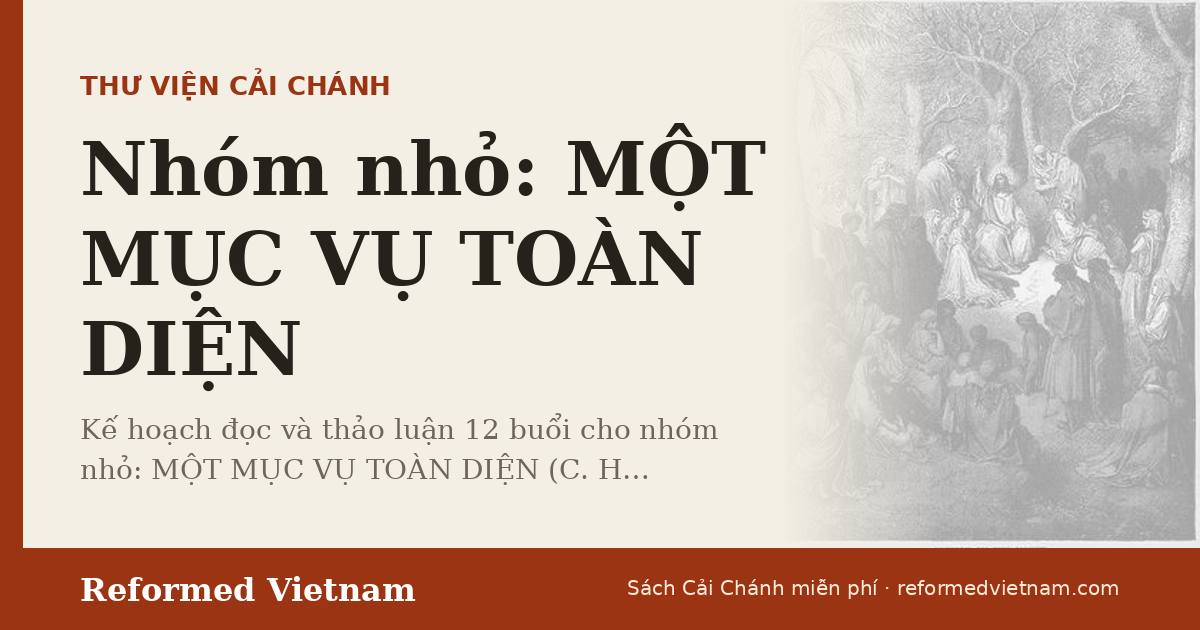 THƯ VIỆN CẢI CHÁNH
Nhóm nhỏ: MỘT
MỤC VỤ TOÀN
DIỆN
Kế hoạch đọc và thảo luận 12 buổi cho nhóm
nhỏ: MỘT MỤC VỤ TOÀN DIỆN (C. H...
Reformed Vietnam
Sách Cải Chánh miễn phí · reformedvietnam.com